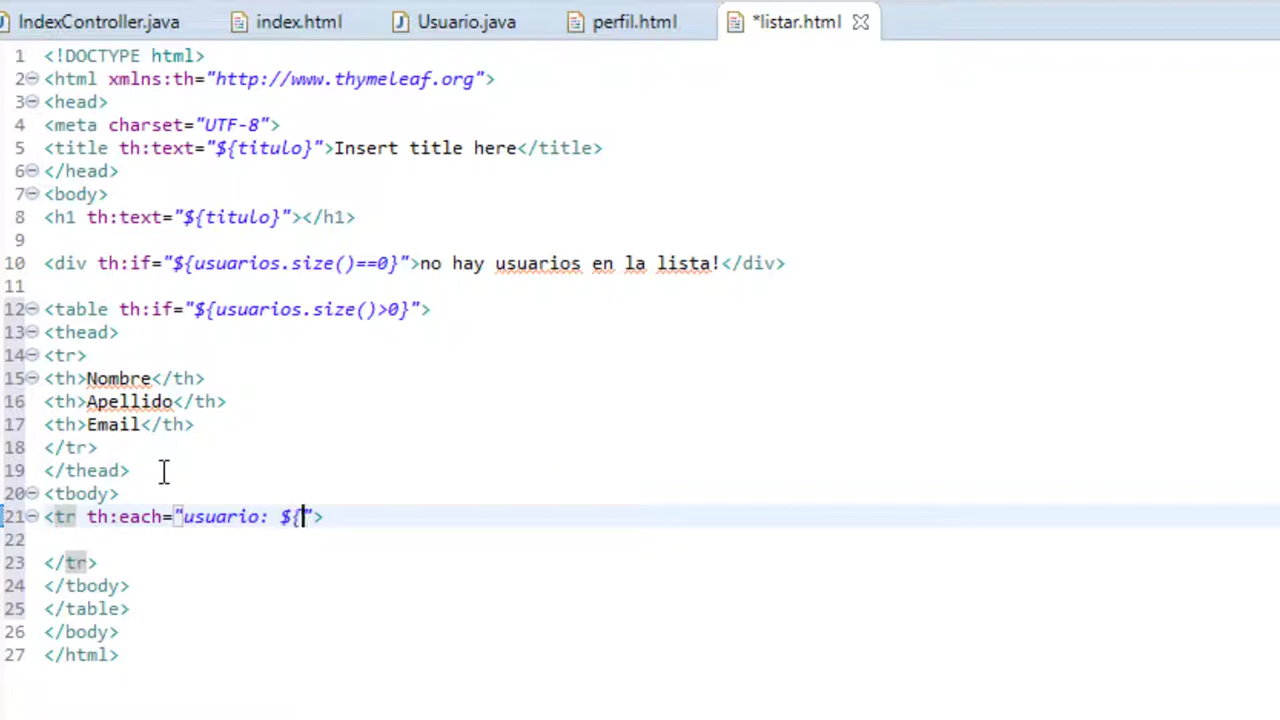 IndexController.java index.html Usuario.java perfil.html *listar.html
1 <!DOCTYPE html>
2 <html xmlns:th="http://www.thymeleaf.org">
3 <head>
4 <meta charset="UTF-8">
5 <title th:text="${titulo}">Insert title here</title>
6 </head>
7 <body>
8 <h1 th:text="${titulo}"></h1>
9
10 <div th:if="${usuarios.size()==0}">no hay usuarios en la lista!</div>
11
12 <table th:if="${usuarios.size()>0}">
13 <thead>
14 <tr>
15 <th>Nombre</th>
16 <th>Apellido</th>
17 <th>Email</th>
18 </tr>
19 </thead>
20 <tbody>
21 <tr th:each="usuario: ${">
22
23 </tr>
24 </tbody>
25 </table>
26 </body>
27 </html>